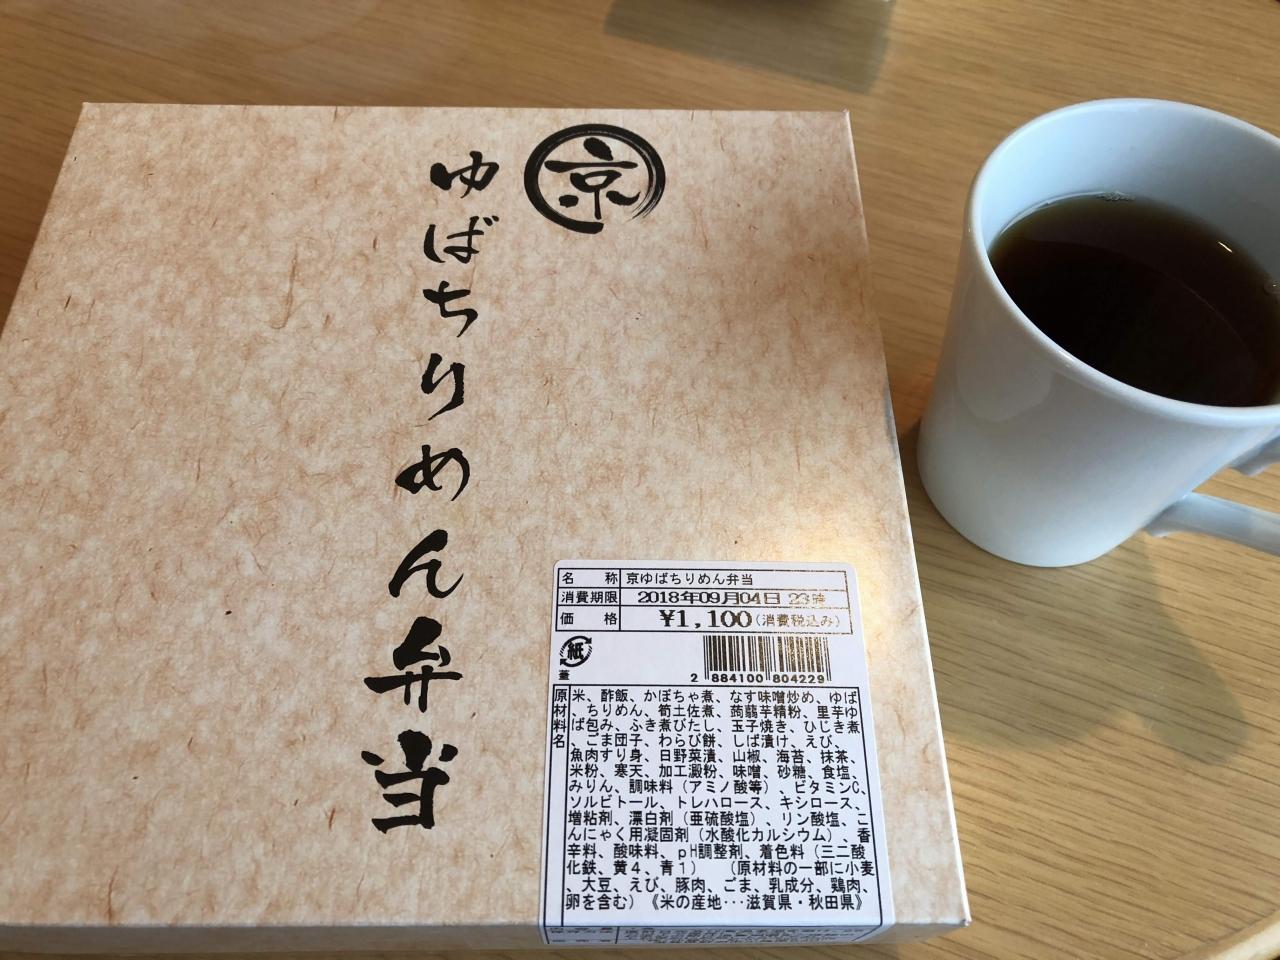 京
ゆばちりめん弁当
名 称 京ゆばちりめん弁当
消費期限 2018年09月04日 23時
価 格 ¥1,100(消費税込み)
紙
蓋
2 884100 804229
原材料名
米、酢飯、かぼちゃ煮、なす味噌炒め、ゆば
、ちりめん、筍土佐煮、蒟蒻芋精粉、里芋ゆ
ば包み、ふき煮びたし、玉子焼き、ひじき煮
、ごま団子、わらび餅、しば漬け、えび、
魚肉すり身、日野菜漬、山椒、海苔、抹茶、
米粉、寒天、加工澱粉、味噌、砂糖、食塩、
みりん、調味料(アミノ酸等)、ビタミンC、
ソルビトール、トレハロース、キシロース、
増粘剤、漂白剤(亜硫酸塩)、リン酸塩、こ
んにゃく用凝固剤(水酸化カルシウム)、香
辛料、酸味料、pH調整剤、着色料(三二酸
化鉄、黄4、青1) (原材料の一部に小麦
、大豆、えび、豚肉、ごま、乳成分、鶏肉、
卵を含む)《米の産地・・・滋賀県・秋田県》